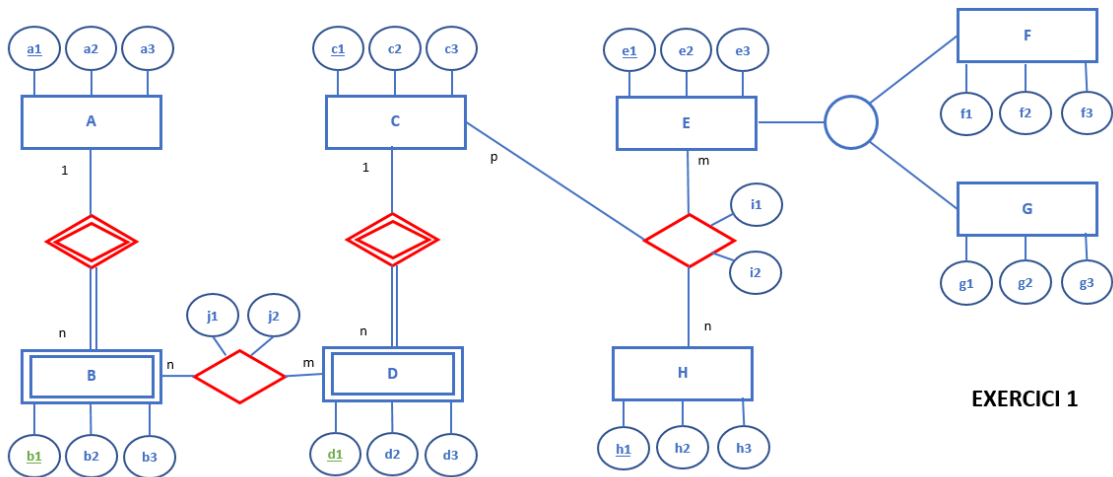 a1 a2 a3 c1 c2 c3 e1 e2 e3 F
f1 f2 f3
A C E
1 1 p m
i1
G
i2
g1 g2 g3
j1 j2
n n n
n m
B D H
EXERCICI 1
b1 b2 b3 d1 d2 d3 h1 h2 h3